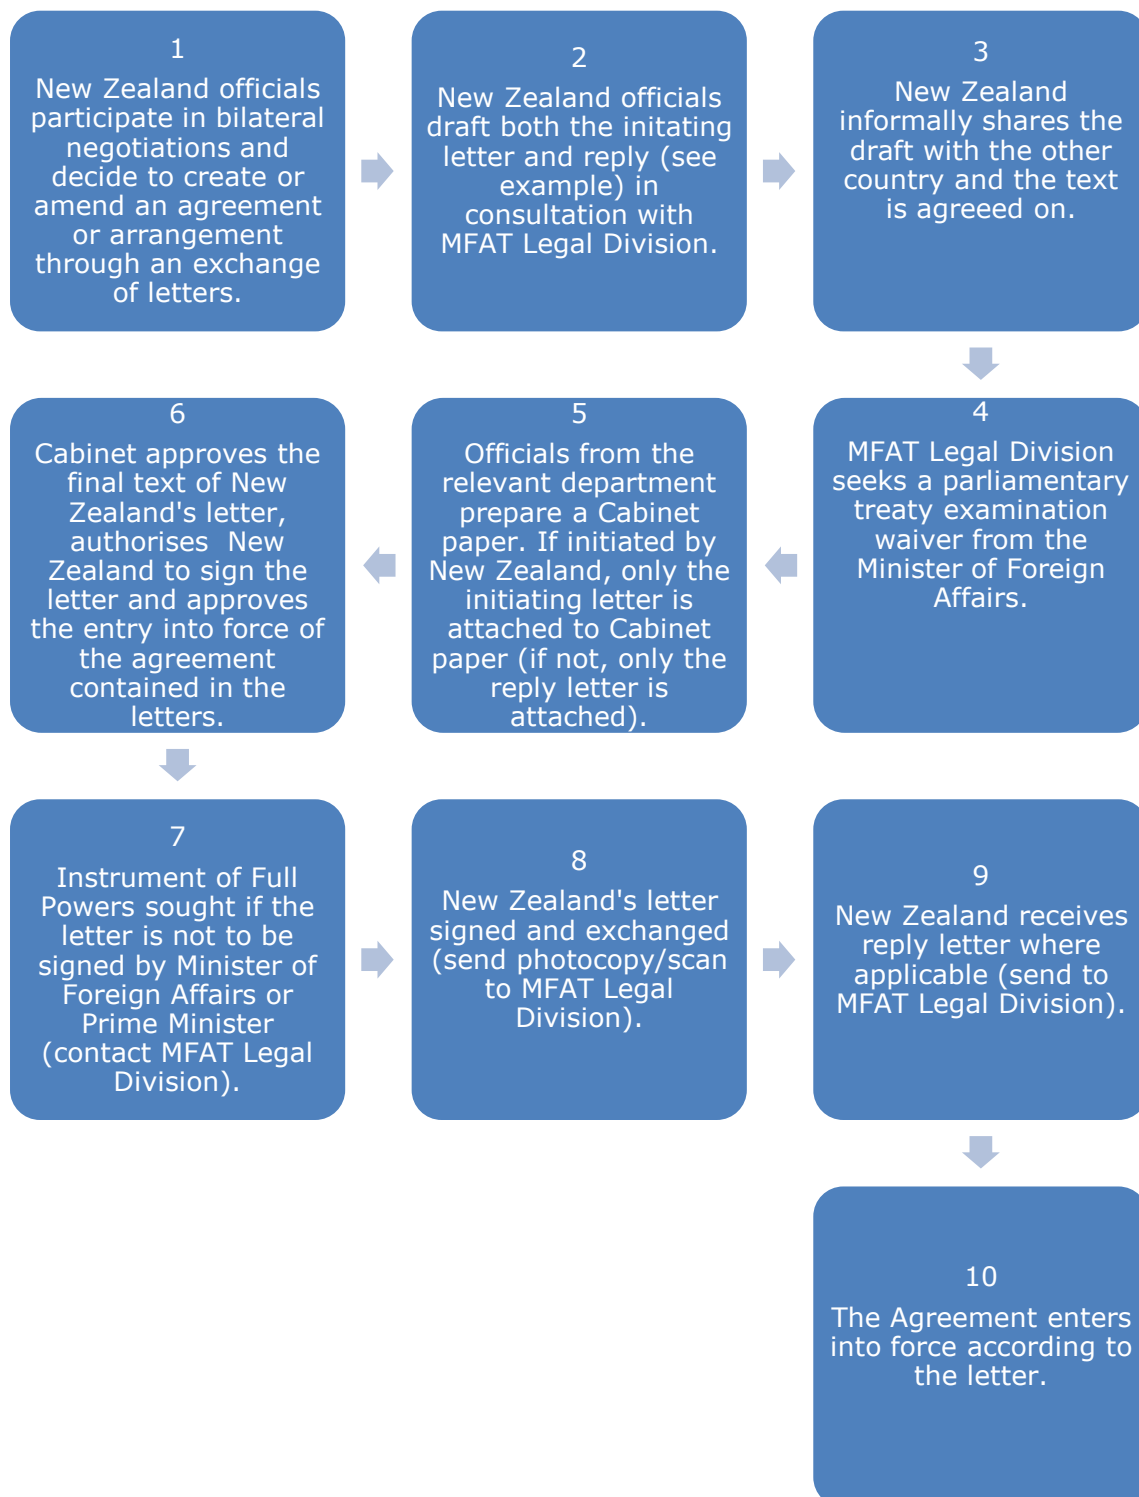 1
New Zealand officials
participate in bilateral
negotiations and
decide to create or
amend an agreement
or arrangement
through an exchange
of letters.
2
New Zealand officials
draft both the initating
letter and reply (see
example) in
consultation with
MFAT Legal Division.
3
New Zealand
informally shares the
draft with the other
country and the text
is agreeed on.
4
MFAT Legal Division
seeks a parliamentary
treaty examination
waiver from the
Minister of Foreign
Affairs.
5
Officials from the
relevant department
prepare a Cabinet
paper. If initiated by
New Zealand, only the
initiating letter is
attached to Cabinet
paper (if not, only the
reply letter is
attached).
6
Cabinet approves the
final text of New
Zealand's letter,
authorises  New
Zealand to sign the
letter and approves
the entry into force of
the agreement
contained in the
letters.
7
Instrument of Full
Powers sought if the
letter is not to be
signed by Minister of
Foreign Affairs or
Prime Minister
(contact MFAT Legal
Division).
8
New Zealand's letter
signed and exchanged
(send photocopy/scan
to MFAT Legal
Division).
9
New Zealand receives
reply letter where
applicable (send to
MFAT Legal Division).
10
The Agreement enters
into force according to
the letter.